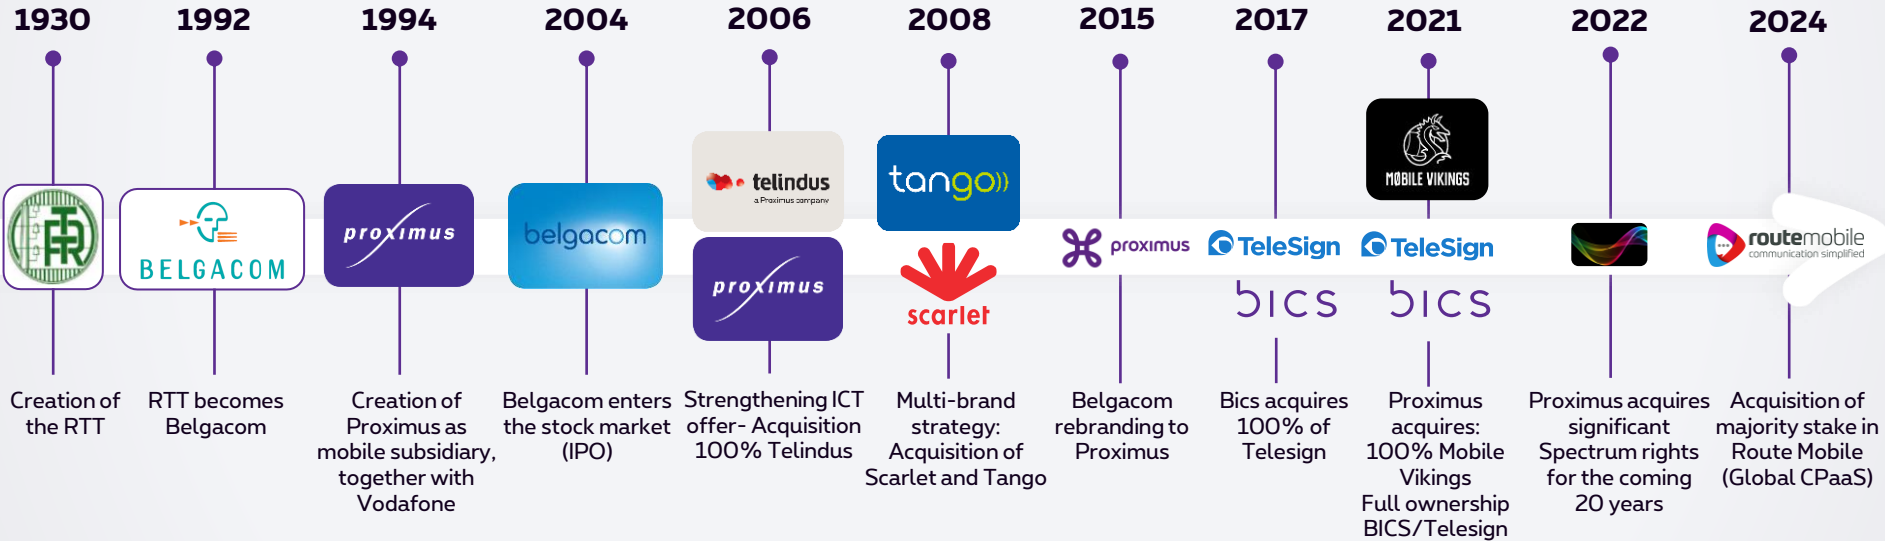 1930
1992
1994
2004
2006
2008
2015
2017
2021
2022
2024
RTT
BELGACOM
proximus
belgacom
telindus
a Proximus company
proximus
tango
scarlet
proximus
TeleSign
bics
MØBILE VIKINGS
TeleSign
bics
routemobile
communication simplified
Creation of
the RTT
RTT becomes
Belgacom
Creation of
Proximus as
mobile subsidiary,
together with
Vodafone
Belgacom enters
the stock market
(IPO)
Strengthening ICT
offer- Acquisition
100% Telindus
Multi-brand
strategy:
Acquisition of
Scarlet and Tango
Belgacom
rebranding to
Proximus
Bics acquires
100% of
Telesign
Proximus
acquires:
100% Mobile
Vikings
Full ownership
BICS/Telesign
Proximus acquires
significant
Spectrum rights
for the coming
20 years
Acquisition of
majority stake in
Route Mobile
(Global CPaaS)